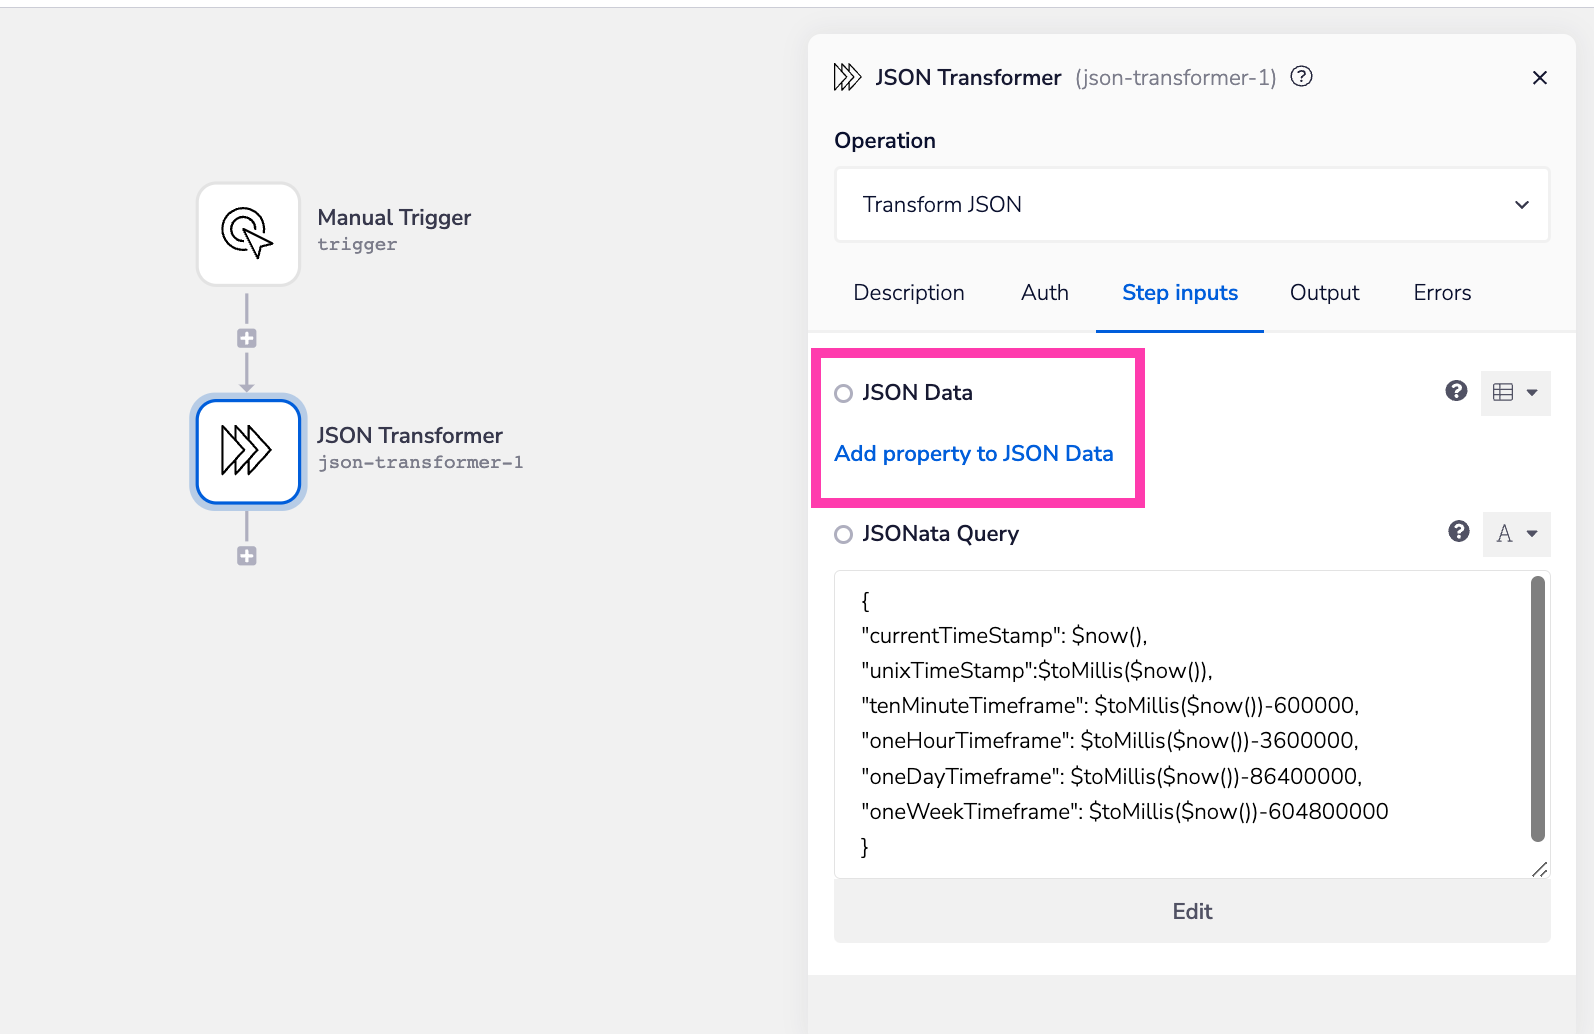 Manual Trigger
trigger
JSON Transformer
json-transformer-1
JSON Transformer (json-transformer-1) ?
Operation
Transform JSON
Description Auth Step inputs Output Errors
JSON Data ?
Add property to JSON Data
JSONata Query ? A
{
"currentTimeStamp": $now(),
"unixTimeStamp":$toMillis($now()),
"tenMinuteTimeframe": $toMillis($now())-600000,
"oneHourTimeframe": $toMillis($now())-3600000,
"oneDayTimeframe": $toMillis($now())-86400000,
"oneWeekTimeframe": $toMillis($now())-604800000
}
Edit